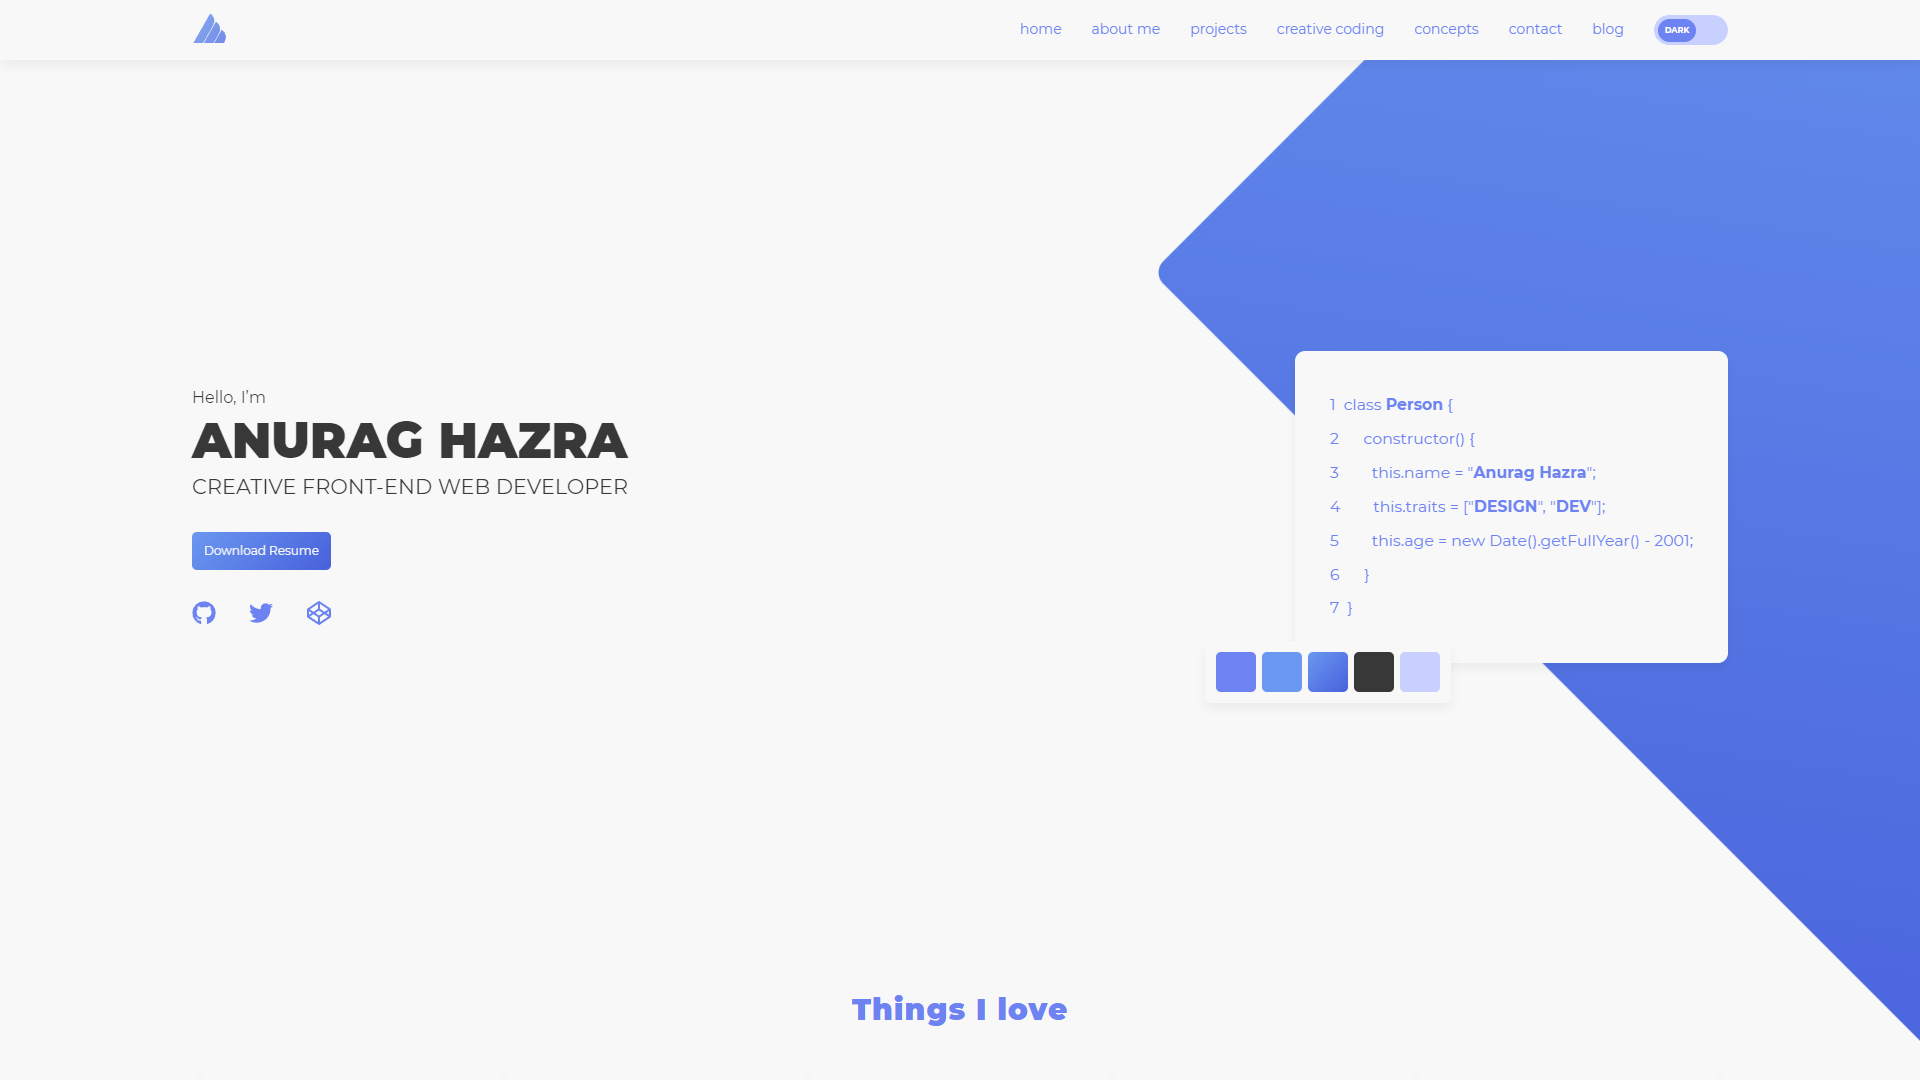 home about me projects creative coding concepts contact blog DARK
Hello, I'm
ANURAG HAZRA
CREATIVE FRONT-END WEB DEVELOPER
Download Resume
1 class Person {
2 constructor() {
3 this.name = "Anurag Hazra";
4 this.traits = ["DESIGN", "DEV"];
5 this.age = new Date().getFullYear() - 2001;
6 }
7 }
Things I love